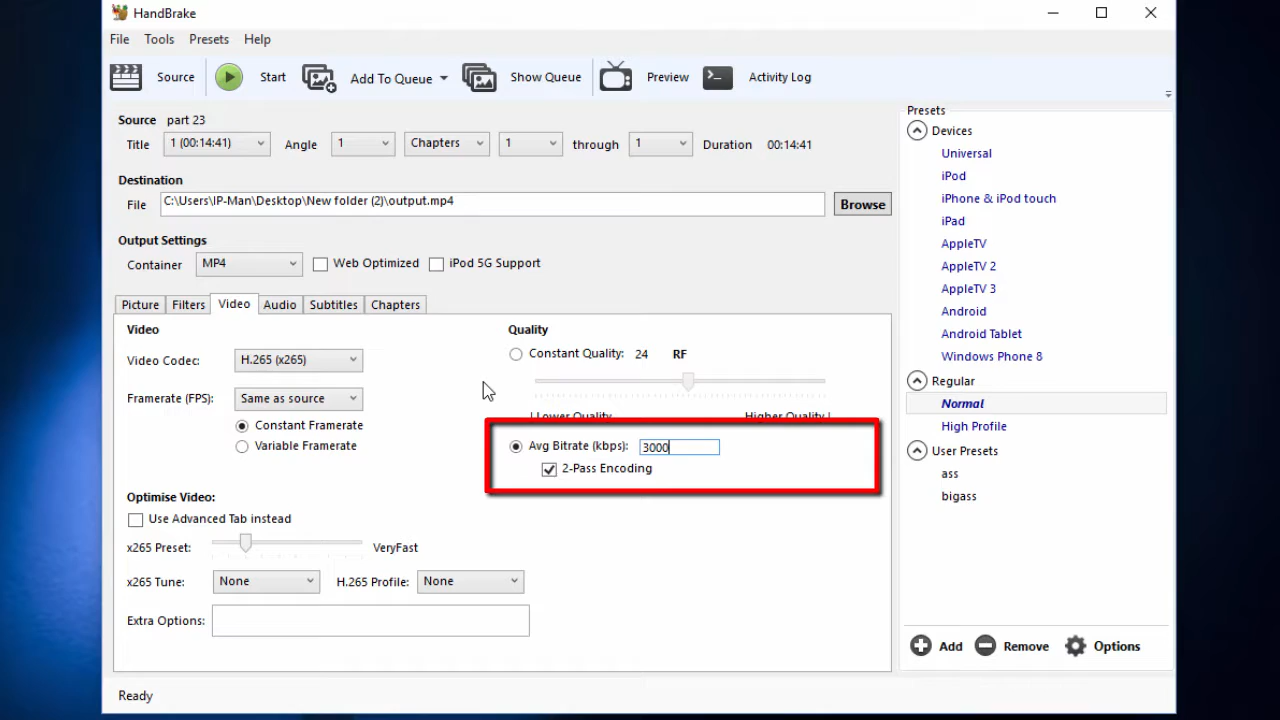 HandBrake
File Tools Presets Help
Source Start Add To Queue Show Queue Preview Activity Log
Source part 23
Title 1 (00:14:41) Angle 1 Chapters 1 through 1 Duration 00:14:41
Destination
File C:\Users\IP-Man\Desktop\New folder (2)\output.mp4 Browse
Output Settings
Container MP4 Web Optimized iPod 5G Support
Picture Filters Video Audio Subtitles Chapters
Video
Video Codec: H.265 (x265)
Framerate (FPS): Same as source
Constant Framerate
Variable Framerate
Quality
Constant Quality: 24 RF
| Lower Quality Higher Quality |
Avg Bitrate (kbps): 3000
2-Pass Encoding
Optimise Video:
Use Advanced Tab instead
x265 Preset: VeryFast
x265 Tune: None H.265 Profile: None
Extra Options:
Presets
Devices
Universal
iPod
iPhone & iPod touch
iPad
AppleTV
AppleTV 2
AppleTV 3
Android
Android Tablet
Windows Phone 8
Regular
Normal
High Profile
User Presets
ass
bigass
Add Remove Options
Ready